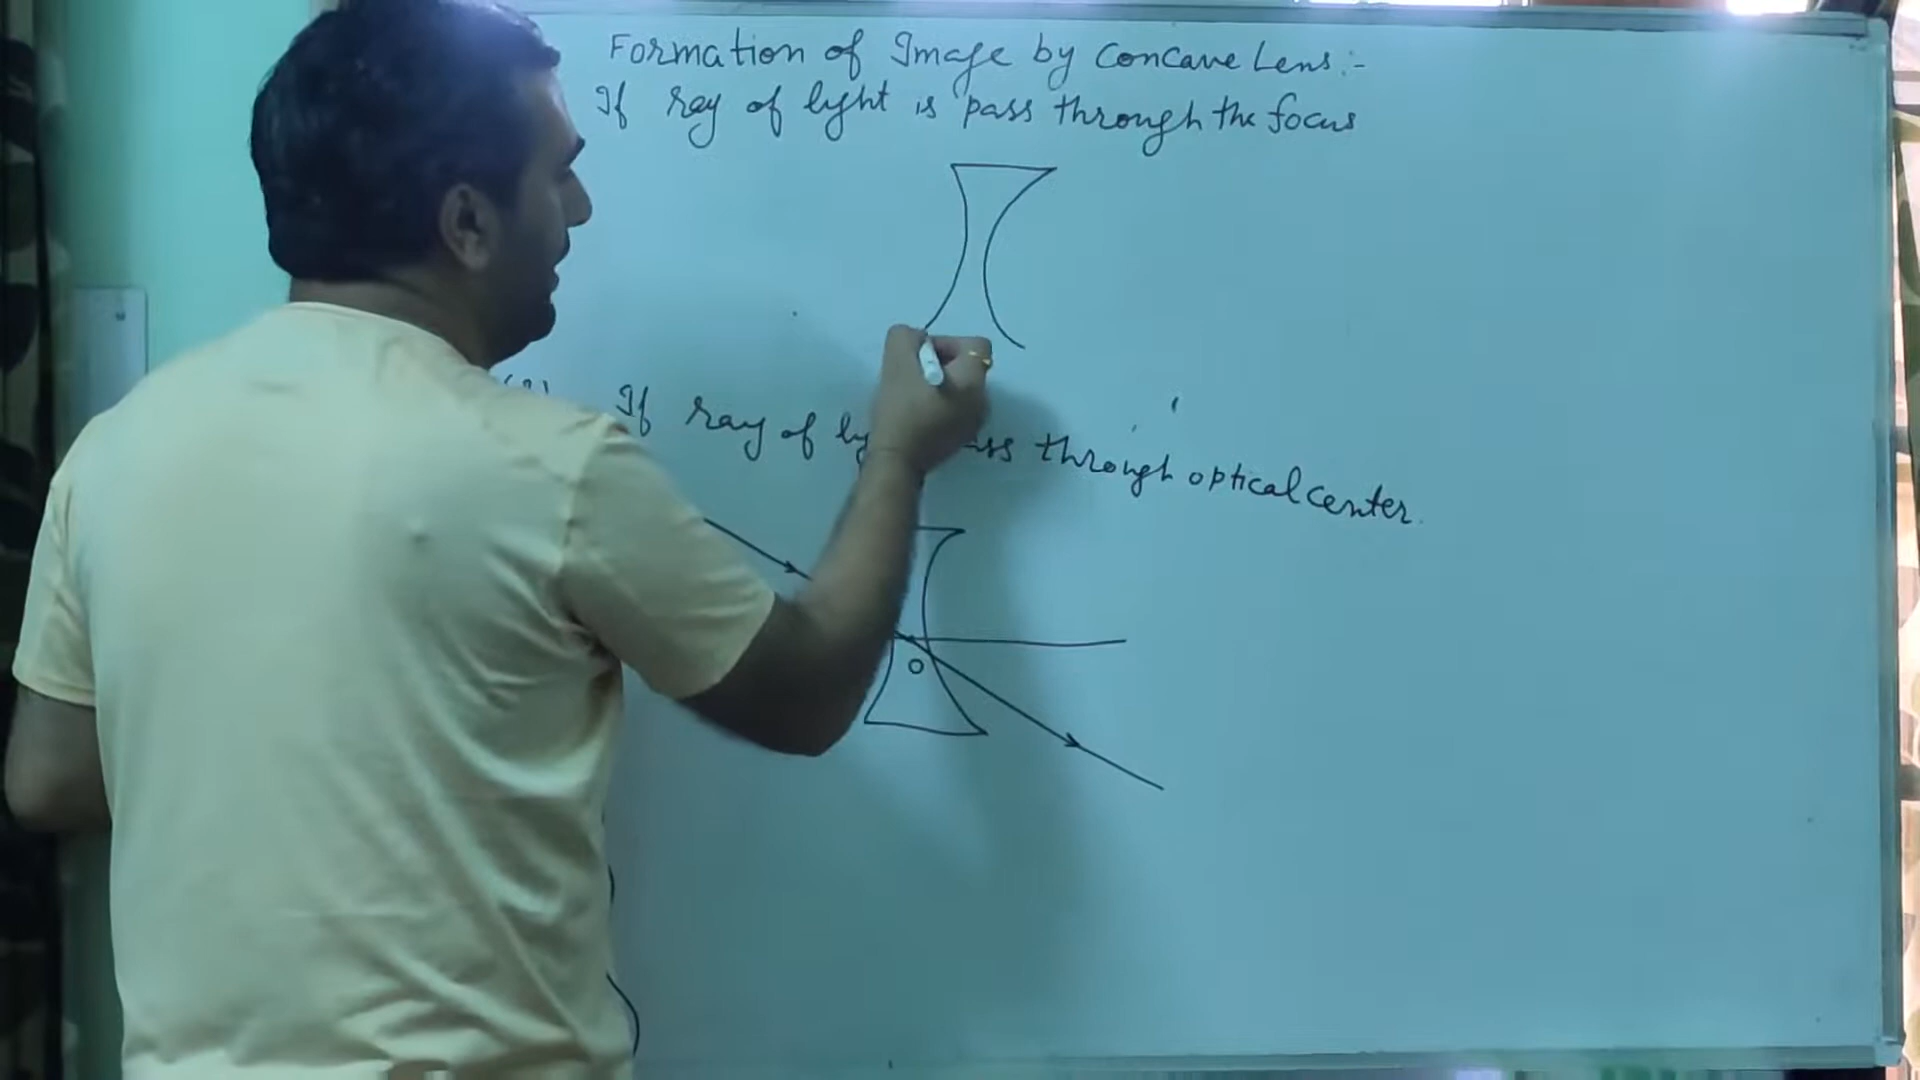 Formation of Image by Concave Lens :-
If ray of light is pass through the focus
If ray of through optical center.
O